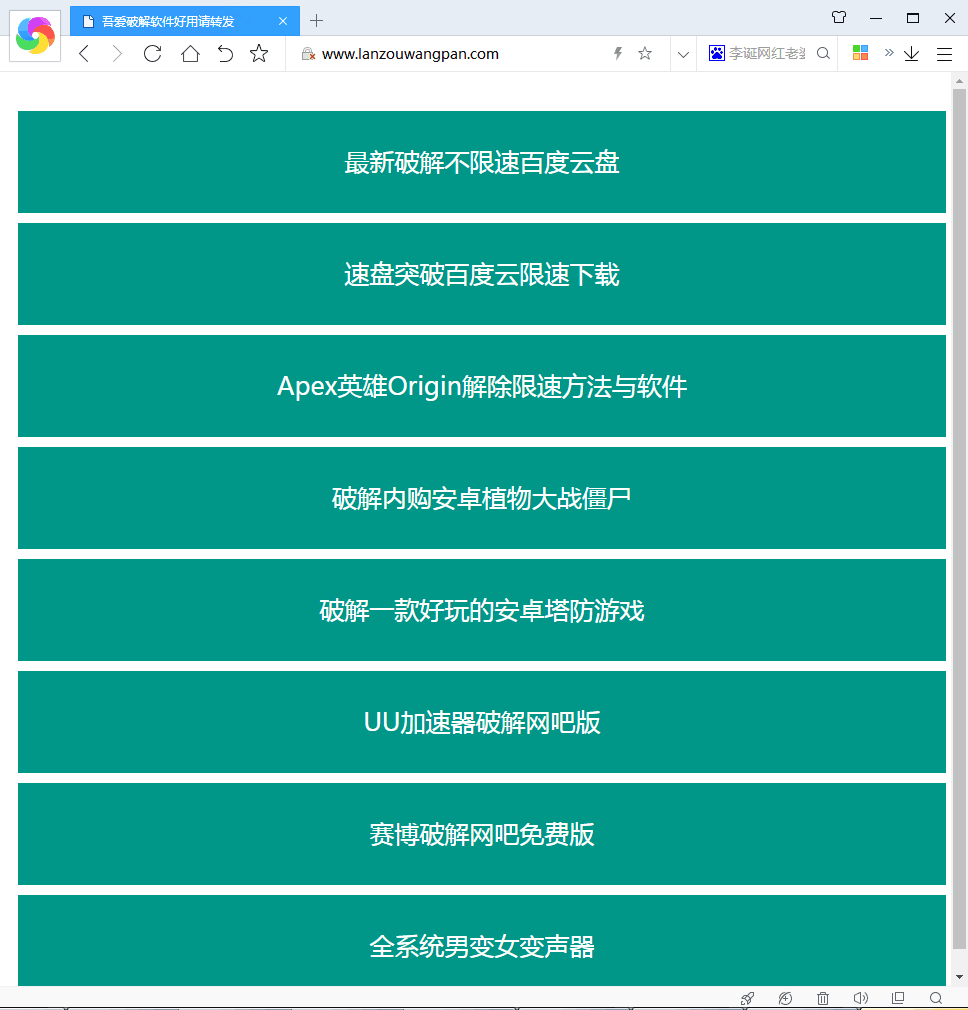 吾爱破解软件好用请转发
www.lanzouwangpan.com
李诞网红老婆
最新破解不限速百度云盘
速盘突破百度云限速下载
Apex英雄Origin解除限速方法与软件
破解内购安卓植物大战僵尸
破解一款好玩的安卓塔防游戏
UU加速器破解网吧版
赛博破解网吧免费版
全系统男变女变声器